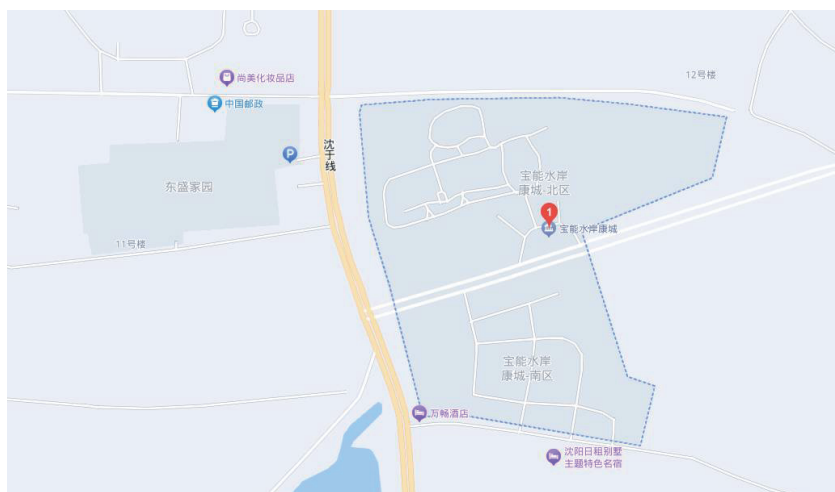 12号楼
尚美化妆品店
中国邮政
沈于线
P
东盛家园
宝能水岸
康城-北区
1
宝能水岸康城
11号楼
宝能水岸
康城-南区
万畅酒店
沈阳日租别墅
主题特色名宿